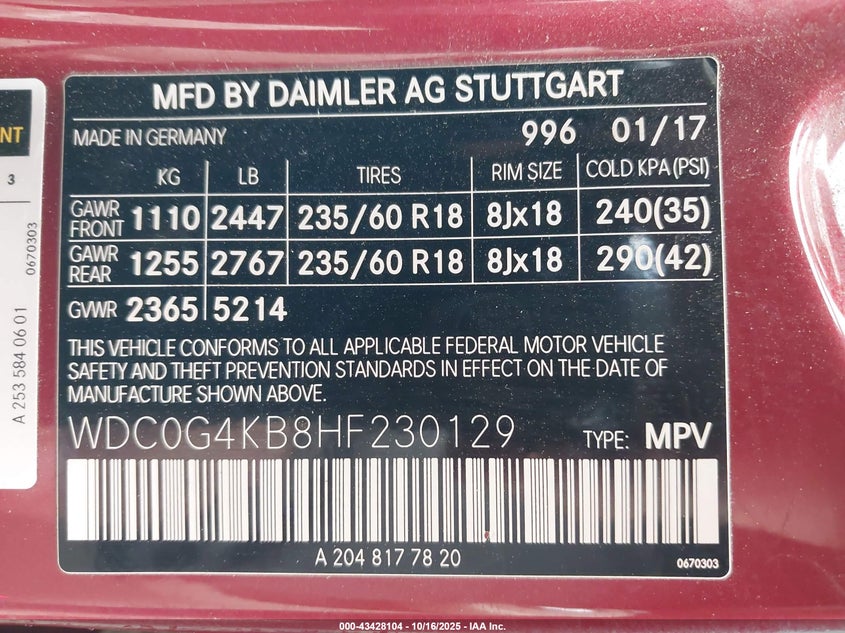 MFD BY DAIMLER AG STUTTGART
MADE IN GERMANY 996 01/17
KG LB TIRES RIM SIZE COLD KPA(PSI)
GAWR FRONT 1110 2447 235/60 R18 8Jx18 240(35)
GAWR REAR 1255 2767 235/60 R18 8Jx18 290(42)
GVWR 2365 5214
THIS VEHICLE CONFORMS TO ALL APPLICABLE FEDERAL MOTOR VEHICLE
SAFETY AND THEFT PREVENTION STANDARDS IN EFFECT ON THE DATE OF
MANUFACTURE SHOWN ABOVE.
WDC0G4KB8HF230129 TYPE: MPV
A 204 817 78 20
0670303
NT
3
0670303
A 253 584 06 01
000-43428104 - 10/16/2025 - IAA Inc.